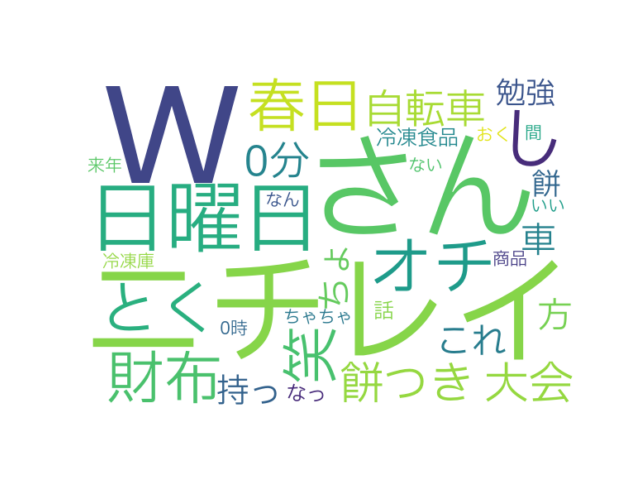 W
春日
自転車
勉強
し
冷凍食品
おく
間
来年
0分
さん
ない
餅
いい
日曜日
なん
車
オチ
商品
冷凍庫
ニチレイ
ちょ
とく
ちゃちゃ
話
方
0時
笑
これ
財布
持っ
なっ
餅つき
大会